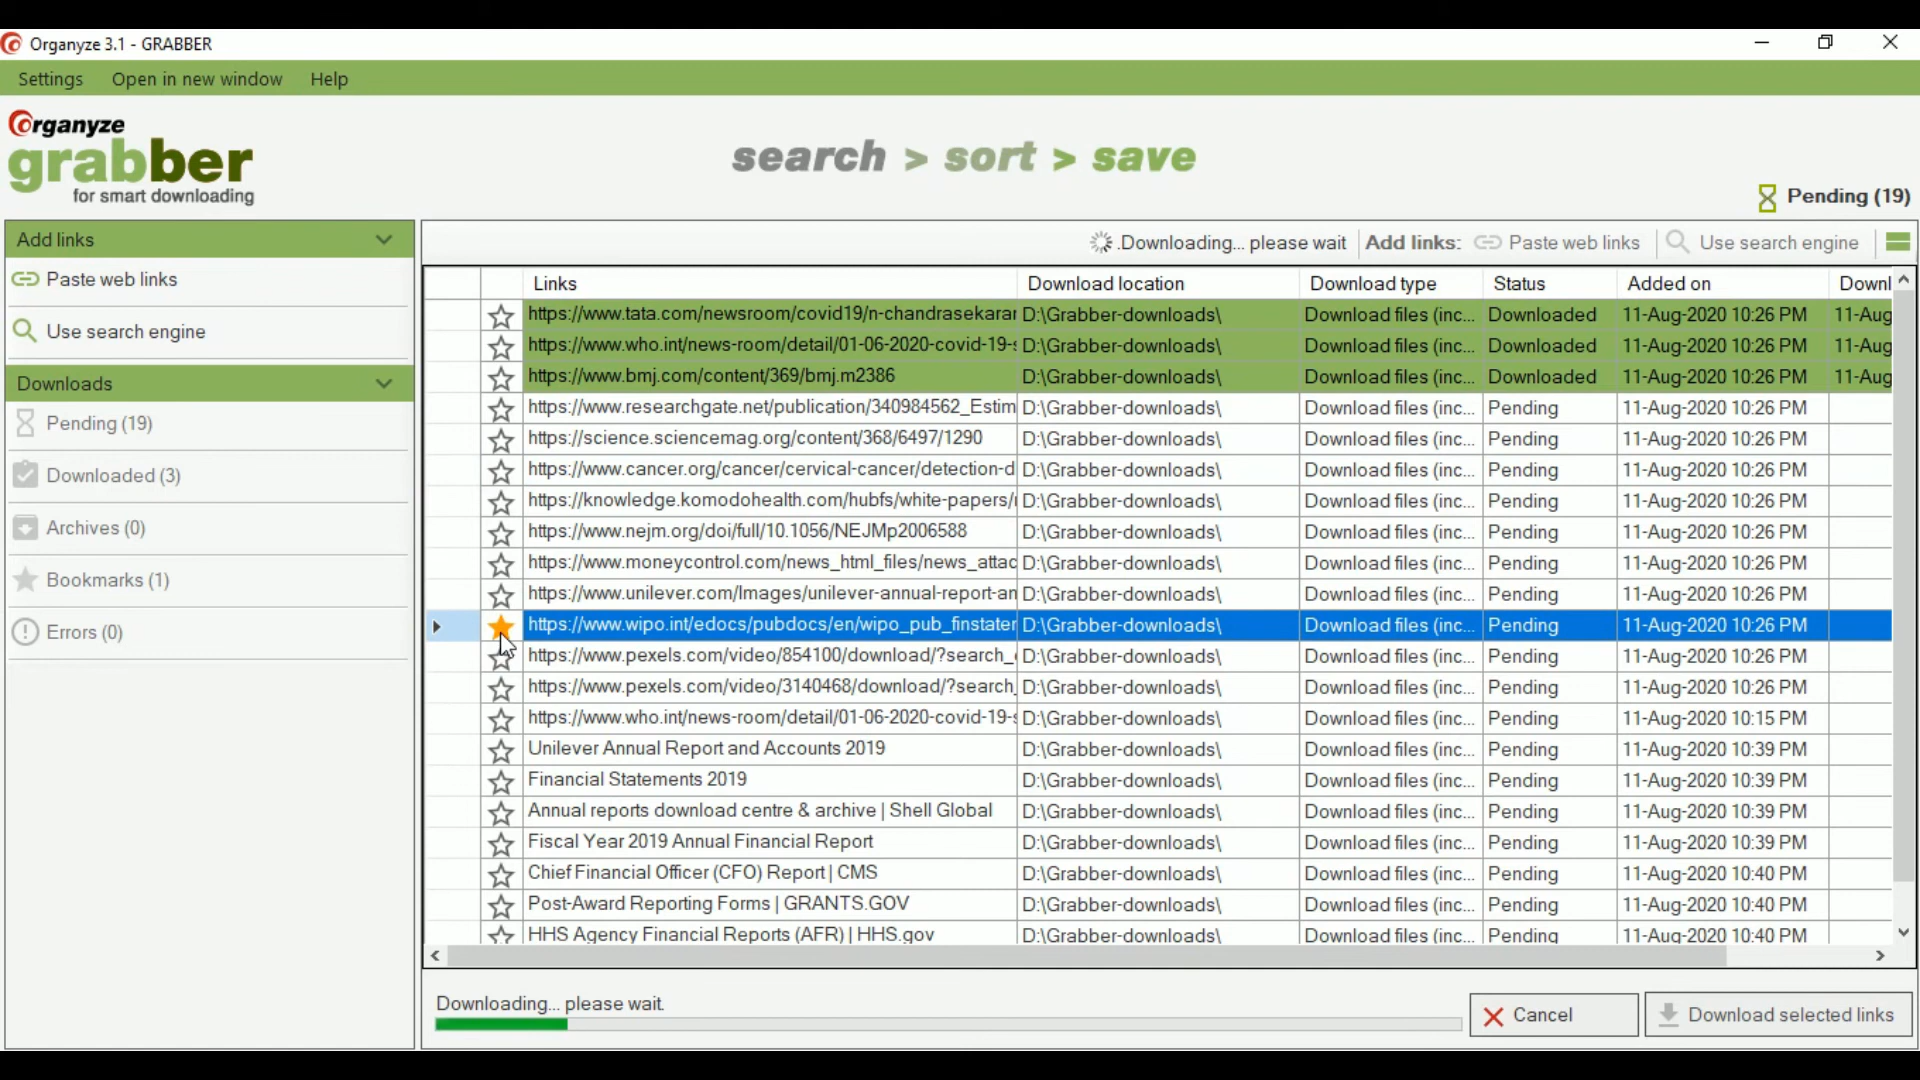 Organyze 3.1 - GRABBER
Settings Open in new window Help
Organyze
grabber
for smart downloading
search > sort > save
Pending (19)
Add links
Paste web links
Use search engine
Downloads
Pending (19)
Downloaded (3)
Archives (0)
Bookmarks (1)
Errors (0)
Downloading... please wait Add links: Paste web links Use search engine
Links Download location Download type Status Added on Downl
https://www.tata.com/newsroom/covid19/n-chandrasekaran D:\Grabber-downloads\ Download files (inc... Downloaded 11-Aug-2020 10:26 PM 11-Aug
https://www.who.int/news-room/detail/01-06-2020-covid-19-s D:\Grabber-downloads\ Download files (inc... Downloaded 11-Aug-2020 10:26 PM 11-Aug
https://www.bmj.com/content/369/bmj.m2386 D:\Grabber-downloads\ Download files (inc... Downloaded 11-Aug-2020 10:26 PM 11-Aug
https://www.researchgate.net/publication/340984562_Estim D:\Grabber-downloads\ Download files (inc... Pending 11-Aug-2020 10:26 PM
https://science.sciencemag.org/content/368/6497/1290 D:\Grabber-downloads\ Download files (inc... Pending 11-Aug-2020 10:26 PM
https://www.cancer.org/cancer/cervical-cancer/detection-d D:\Grabber-downloads\ Download files (inc... Pending 11-Aug-2020 10:26 PM
https://knowledge.komodohealth.com/hubfs/white-papers/ D:\Grabber-downloads\ Download files (inc... Pending 11-Aug-2020 10:26 PM
https://www.nejm.org/doi/full/10.1056/NEJMp2006588 D:\Grabber-downloads\ Download files (inc... Pending 11-Aug-2020 10:26 PM
https://www.moneycontrol.com/news_html_files/news_attac D:\Grabber-downloads\ Download files (inc... Pending 11-Aug-2020 10:26 PM
https://www.unilever.com/Images/unilever-annual-report-an D:\Grabber-downloads\ Download files (inc... Pending 11-Aug-2020 10:26 PM
https://www.wipo.int/edocs/pubdocs/en/wipo_pub_finstater D:\Grabber-downloads\ Download files (inc... Pending 11-Aug-2020 10:26 PM
https://www.pexels.com/video/854100/download/?search_ D:\Grabber-downloads\ Download files (inc... Pending 11-Aug-2020 10:26 PM
https://www.pexels.com/video/3140468/download/?search_ D:\Grabber-downloads\ Download files (inc... Pending 11-Aug-2020 10:26 PM
https://www.who.int/news-room/detail/01-06-2020-covid-19-s D:\Grabber-downloads\ Download files (inc... Pending 11-Aug-2020 10:15 PM
Unilever Annual Report and Accounts 2019 D:\Grabber-downloads\ Download files (inc... Pending 11-Aug-2020 10:39 PM
Financial Statements 2019 D:\Grabber-downloads\ Download files (inc... Pending 11-Aug-2020 10:39 PM
Annual reports download centre & archive | Shell Global D:\Grabber-downloads\ Download files (inc... Pending 11-Aug-2020 10:39 PM
Fiscal Year 2019 Annual Financial Report D:\Grabber-downloads\ Download files (inc... Pending 11-Aug-2020 10:39 PM
Chief Financial Officer (CFO) Report | CMS D:\Grabber-downloads\ Download files (inc... Pending 11-Aug-2020 10:40 PM
Post-Award Reporting Forms | GRANTS.GOV D:\Grabber-downloads\ Download files (inc... Pending 11-Aug-2020 10:40 PM
HHS Agency Financial Reports (AFR) | HHS.gov D:\Grabber-downloads\ Download files (inc... Pending 11-Aug-2020 10:40 PM
Downloading... please wait.
Cancel Download selected links